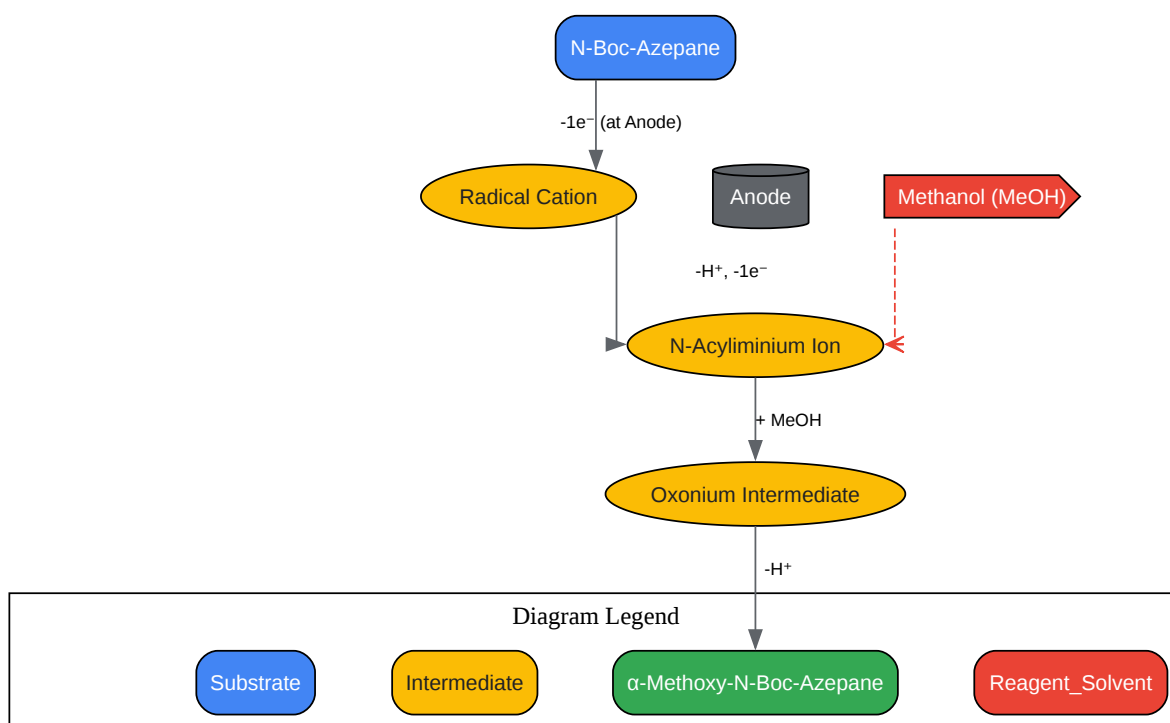 N-Boc-Azepane
-1e⁻ (at Anode)
Radical Cation
Anode
Methanol (MeOH)
-H⁺, -1e⁻
N-Acyliminium Ion
+ MeOH
Oxonium Intermediate
-H⁺
Diagram Legend
Substrate
Intermediate
α-Methoxy-N-Boc-Azepane
Reagent_Solvent